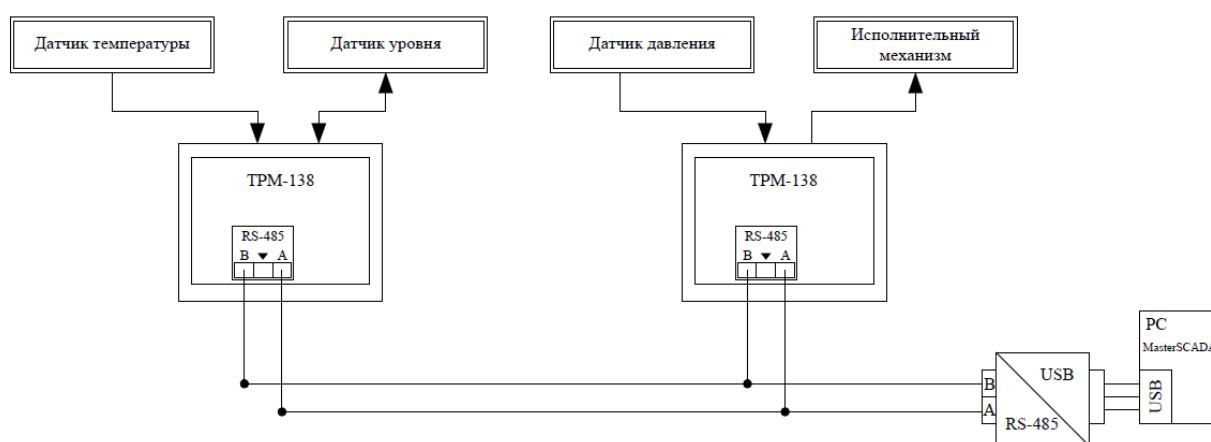 Датчик температуры
Датчик уровня
Датчик давления
Исполнительный
механизм
ТРМ-138
RS-485
B
A
ТРМ-138
RS-485
B
A
B
A
USB
RS-485
PC
MasterSCADA
USB